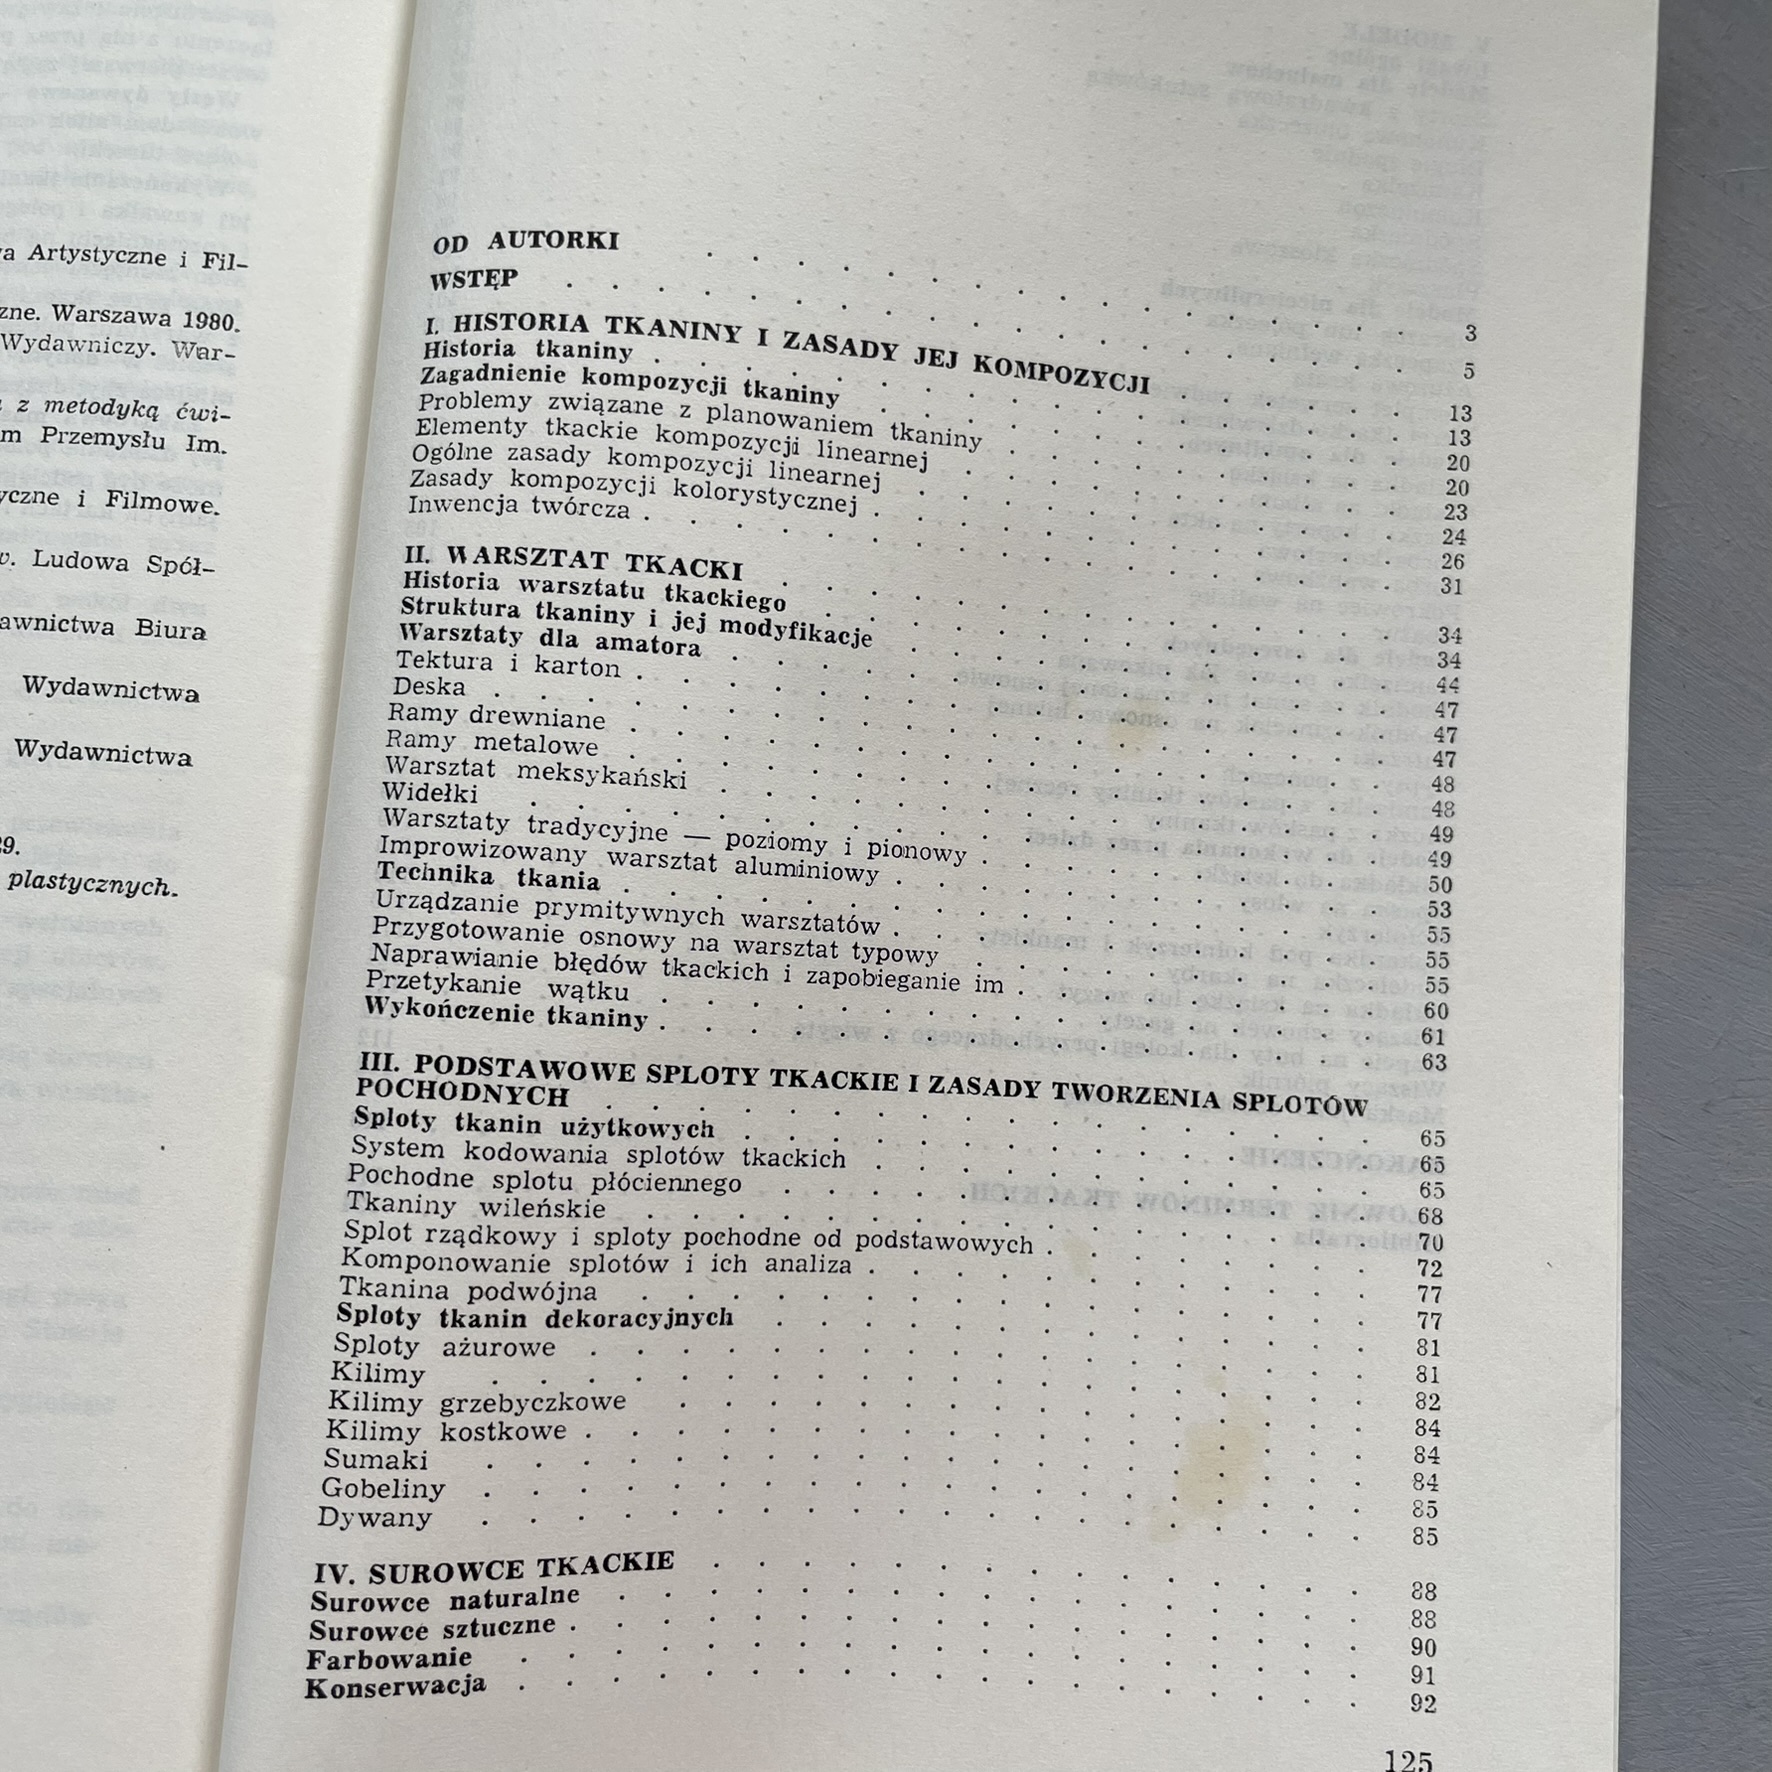 a Artystyczne i Fil-
zne. Warszawa 1980.
Wydawniczy. War-
z metodyką ćwi-
m Przemysłu Im.
yczne i Filmowe.
v. Ludowa Spół-
awnictwa Biura
Wydawnictwa
Wydawnictwa
29.
plastycznych.
OD AUTORKI . . . 3
WSTĘP . . . 5
I. HISTORIA TKANINY I ZASADY JEJ KOMPOZYCJI . . . 13
Historia tkaniny . . . 13
Zagadnienie kompozycji tkaniny . . . 20
Problemy związane z planowaniem tkaniny . . . 20
Elementy tkackie kompozycji linearnej . . . 23
Ogólne zasady kompozycji linearnej . . . 24
Zasady kompozycji kolorystycznej . . . 26
Inwencja twórcza . . . 31
II. WARSZTAT TKACKI . . . 34
Historia warsztatu tkackiego . . . 34
Struktura tkaniny i jej modyfikacje . . . 44
Warsztaty dla amatora . . . 47
Tektura i karton . . . 47
Deska . . . 47
Ramy drewniane . . . 48
Ramy metalowe . . . 48
Warsztat meksykański . . . 49
Widełki . . . 49
Warsztaty tradycyjne — poziomy i pionowy . . . 50
Improwizowany warsztat aluminiowy . . . 53
Technika tkania . . . 55
Urządzanie prymitywnych warsztatów . . . 55
Przygotowanie osnowy na warsztat typowy . . . 55
Naprawianie błędów tkackich i zapobieganie im . . . 60
Przetykanie wątku . . . 61
Wykończenie tkaniny . . . 63
III. PODSTAWOWE SPLOTY TKACKIE I ZASADY TWORZENIA SPLOTÓW
POCHODNYCH . . . 65
Sploty tkanin użytkowych . . . 65
System kodowania splotów tkackich . . . 65
Pochodne splotu płóciennego . . . 68
Tkaniny wileńskie . . . 70
Splot rządkowy i sploty pochodne od podstawowych . . . 72
Komponowanie splotów i ich analiza . . . 77
Tkanina podwójna . . . 77
Sploty tkanin dekoracyjnych . . . 81
Sploty ażurowe . . . 81
Kilimy . . . 82
Kilimy grzebyczkowe . . . 84
Kilimy kostkowe . . . 84
Sumaki . . . 84
Gobeliny . . . 85
Dywany . . . 85
IV. SUROWCE TKACKIE . . . 88
Surowce naturalne . . . 88
Surowce sztuczne . . . 90
Farbowanie . . . 91
Konserwacja . . . 92
125